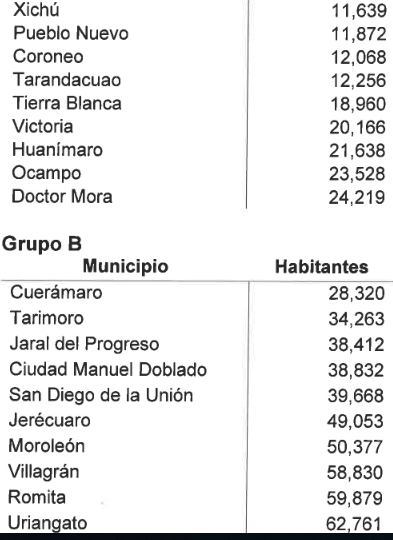 Xichú 11,639
Pueblo Nuevo 11,872
Coroneo 12,068
Tarandacuao 12,256
Tierra Blanca 18,960
Victoria 20,166
Huanímaro 21,638
Ocampo 23,528
Doctor Mora 24,219
Grupo B
Municipio Habitantes
Cuerámaro 28,320
Tarimoro 34,263
Jaral del Progreso 38,412
Ciudad Manuel Doblado 38,832
San Diego de la Unión 39,668
Jerécuaro 49,053
Moroleón 50,377
Villagrán 58,830
Romita 59,879
Uriangato 62,761